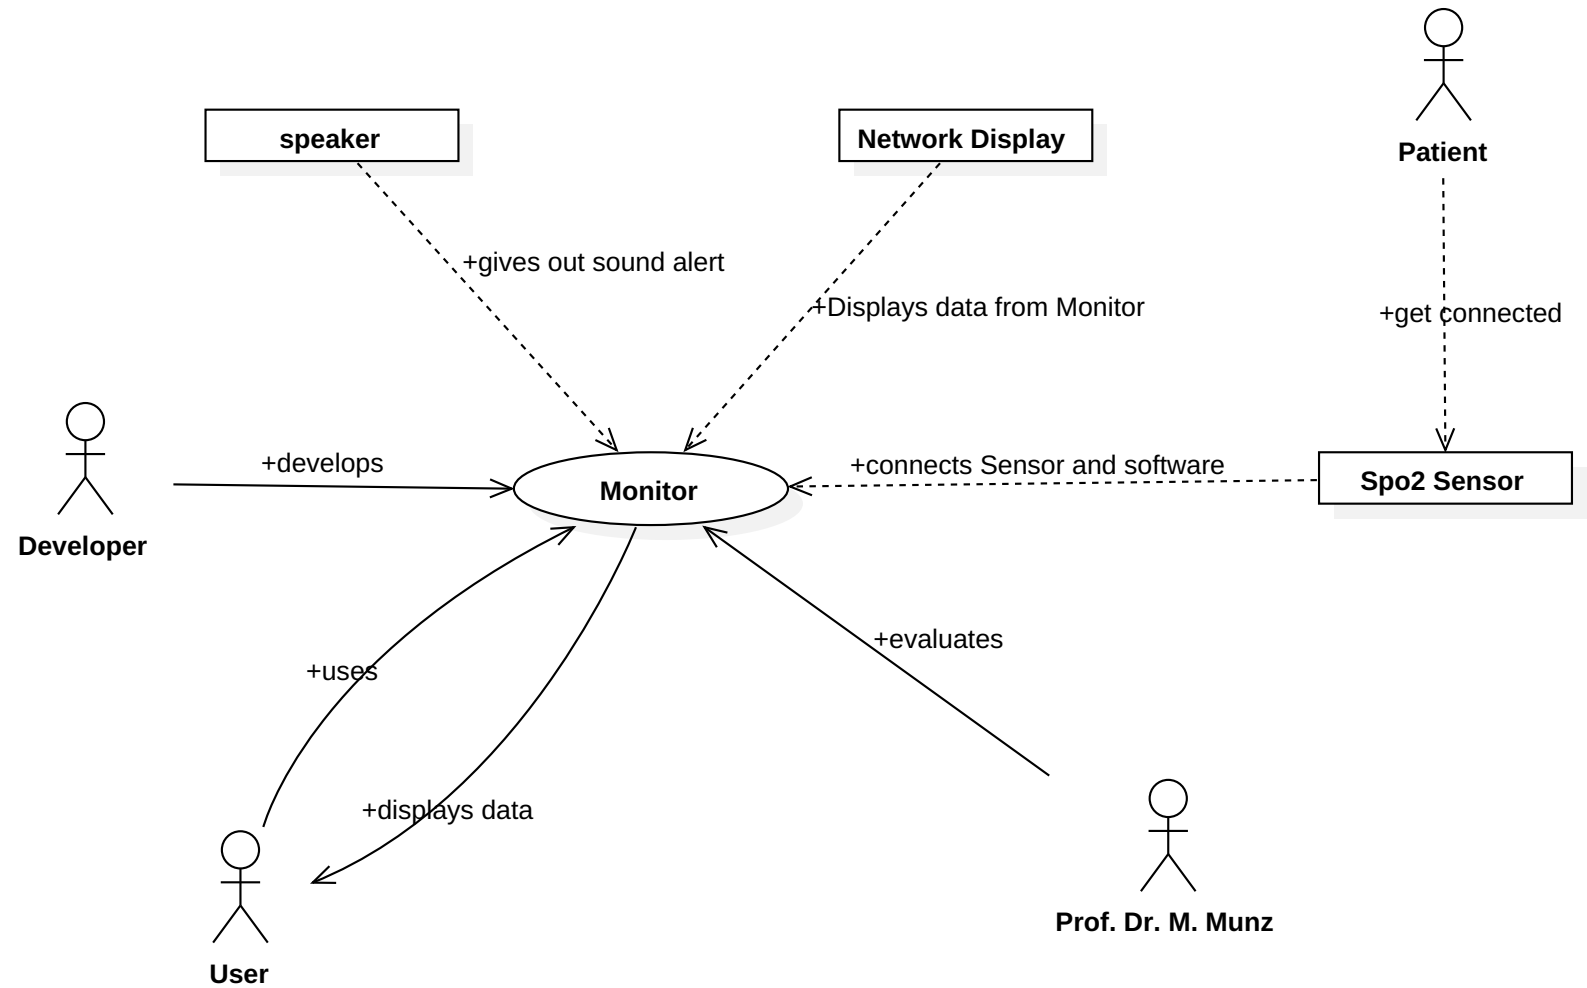 speaker
Network Display
Patient
+gives out sound alert
+Displays data from Monitor
+get connected
+develops
+connects Sensor and software
Monitor
Spo2 Sensor
Developer
+evaluates
+uses
+displays data
Prof. Dr. M. Munz
User